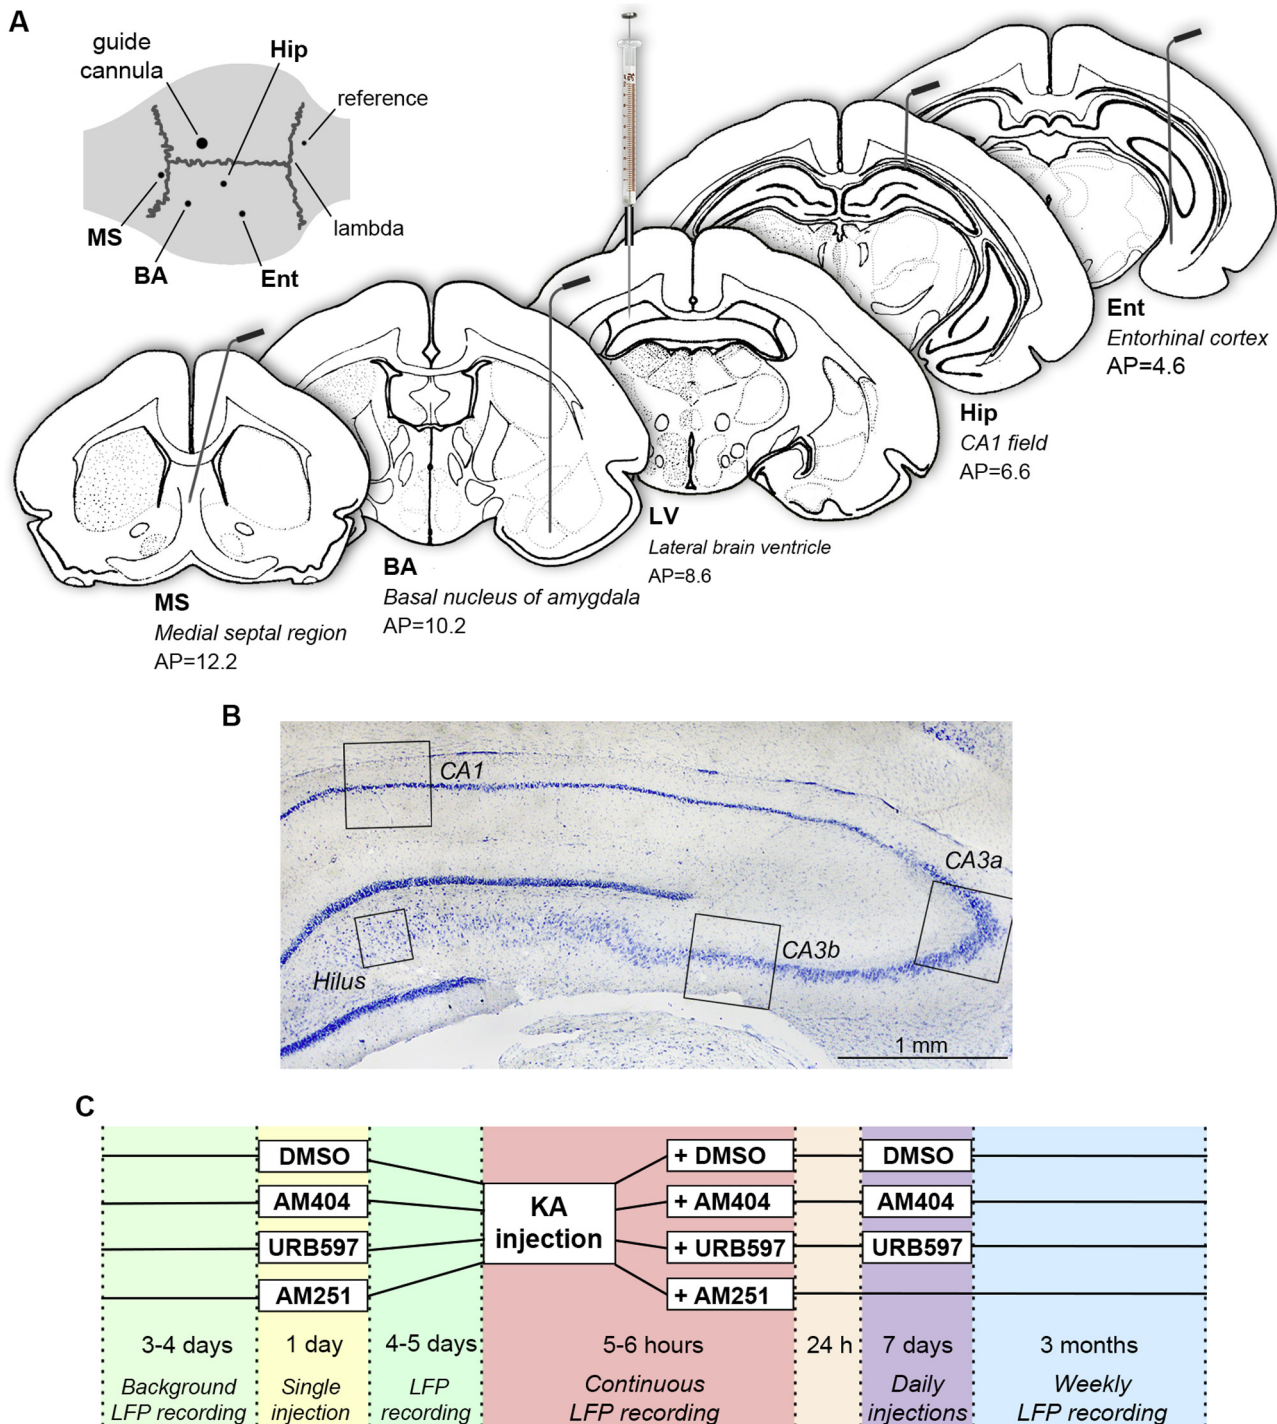 A
guide
cannula
Hip
reference
lambda
MS
BA
Ent
Ent
Entorhinal cortex
AP=4.6
Hip
CA1 field
AP=6.6
LV
Lateral brain ventricle
AP=8.6
BA
Basal nucleus of amygdala
AP=10.2
MS
Medial septal region
AP=12.2
B
CA1
CA3a
CA3b
Hilus
1 mm
C
DMSO
AM404
URB597
AM251
KA
injection
+ DMSO
+ AM404
+ URB597
+ AM251
DMSO
AM404
URB597
3-4 days
1 day
4-5 days
5-6 hours
24 h
7 days
3 months
Background
LFP recording
Single
injection
LFP
recording
Continuous
LFP recording
Daily
injections
Weekly
LFP recording